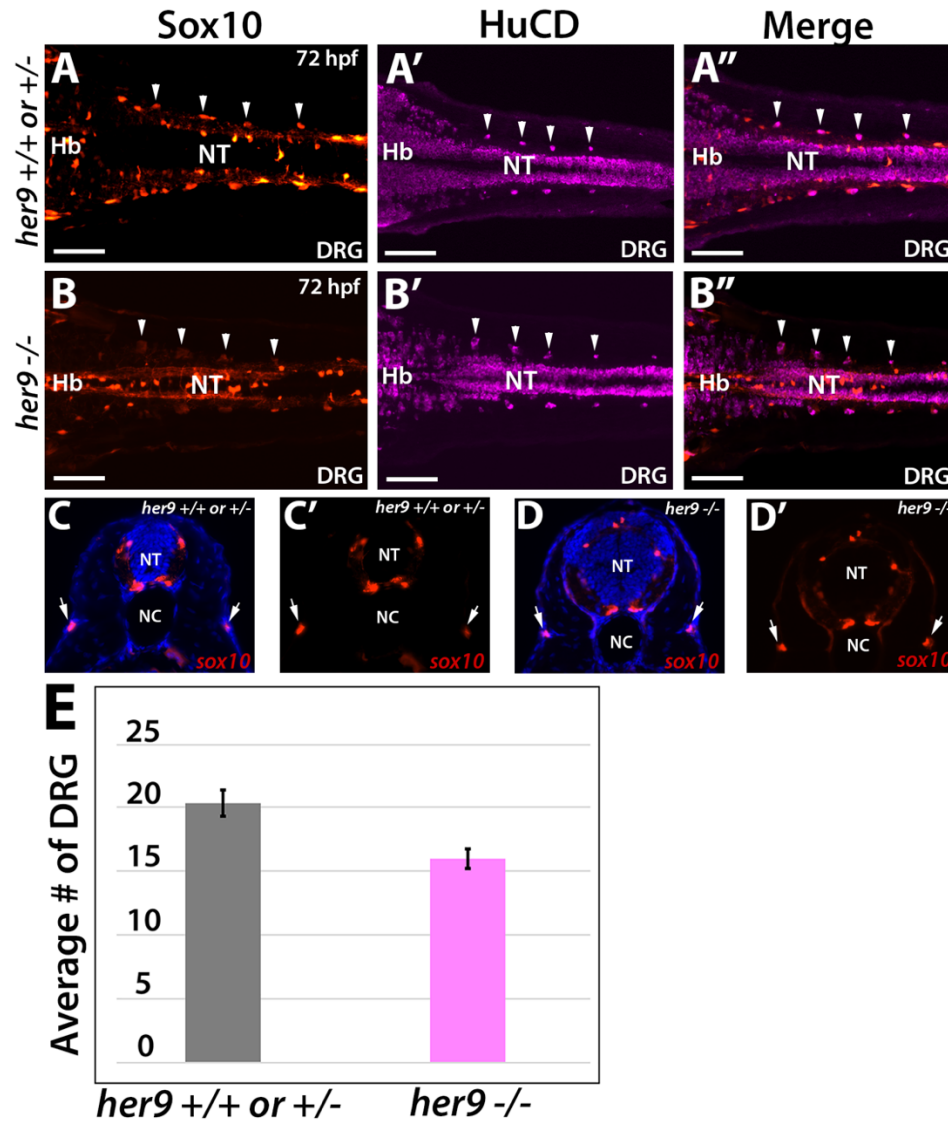 Sox10 HuCD Merge
her9 +/+ or +/-
A 72 hpf Hb NT DRG
A' NT DRG
A'' Hb NT DRG
her9 -/-
B 72 hpf Hb NT DRG
B' NT DRG
B'' Hb NT DRG
C her9 +/+ or +/- NT NC sox10
C' her9 +/+ or +/- NT NC sox10
D her9 -/- NT NC sox10
D' her9 -/- NT NC sox10
E
Average # of DRG
25
20
15
10
5
0
her9 +/+ or +/- her9 -/-